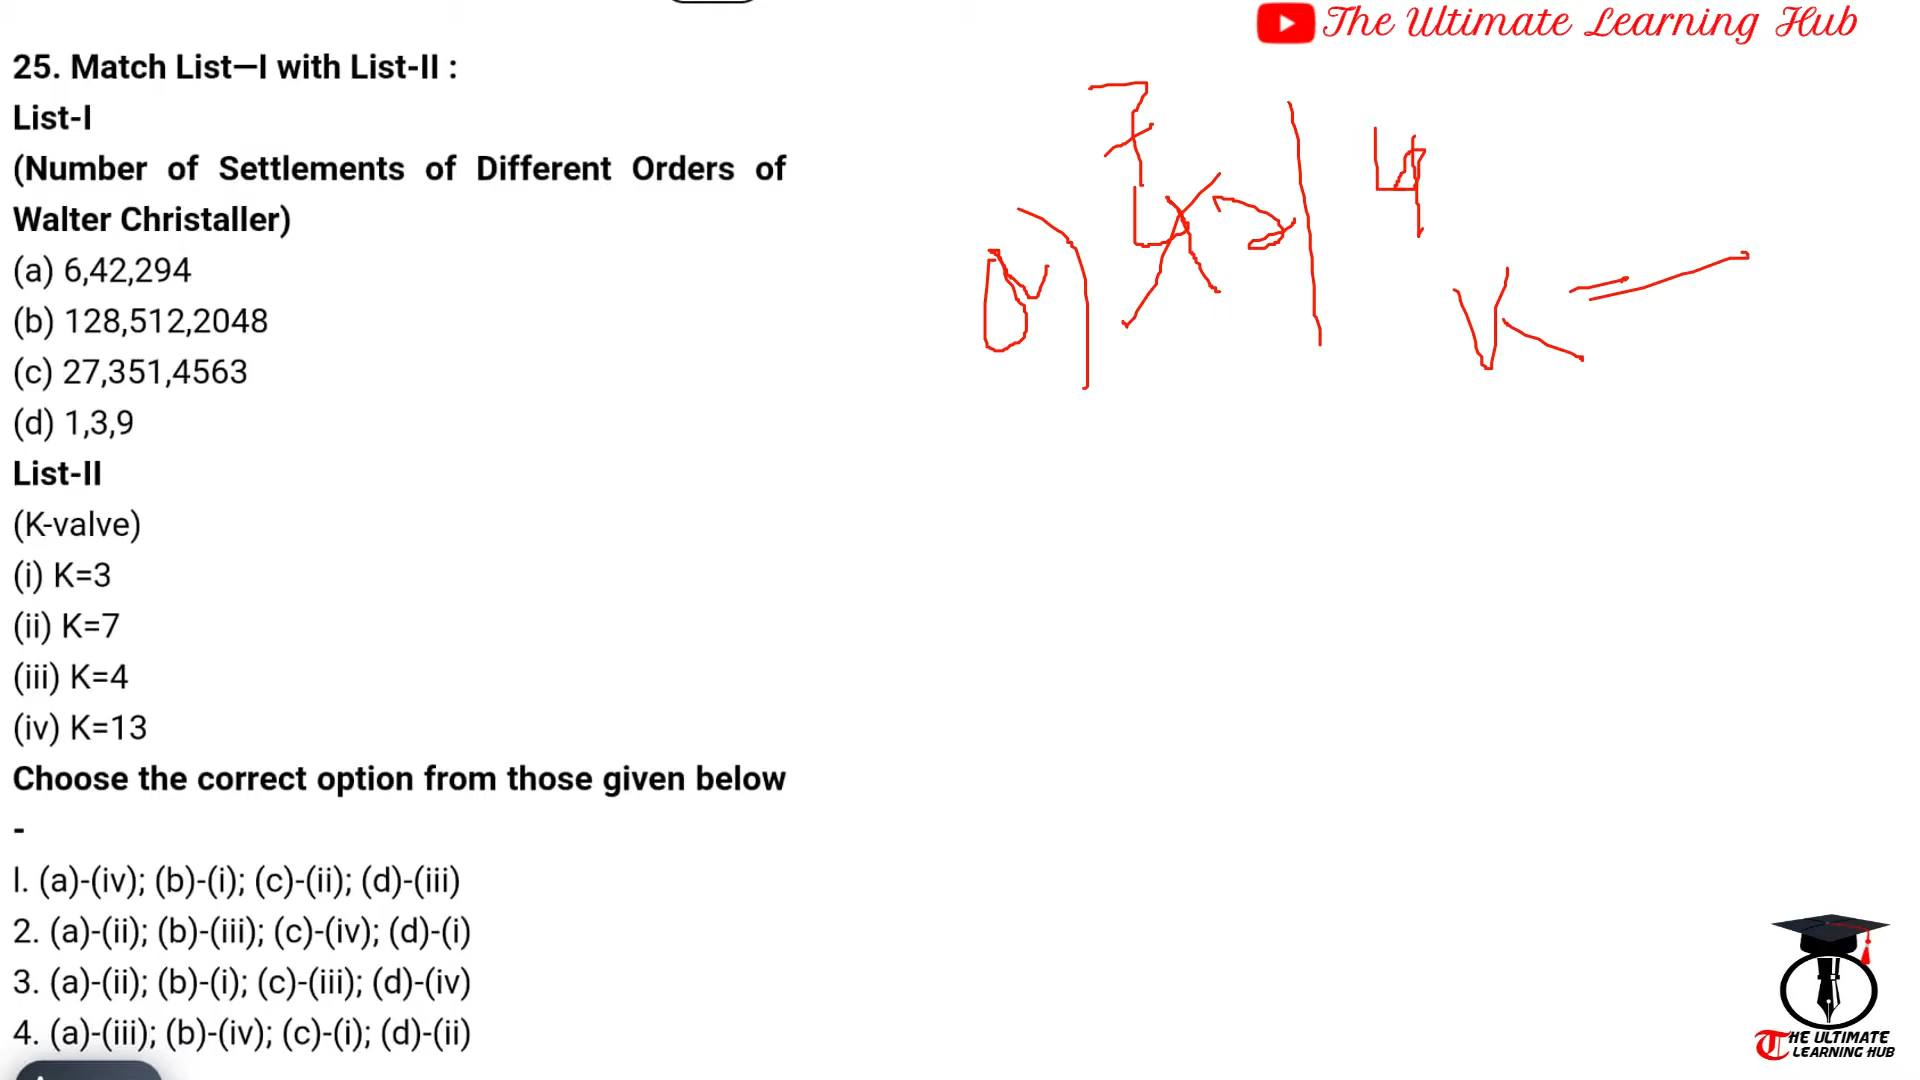 The Ultimate Learning Hub
25. Match List—I with List-II :
List-I
(Number of Settlements of Different Orders of
Walter Christaller)
(a) 6,42,294
(b) 128,512,2048
(c) 27,351,4563
(d) 1,3,9
List-II
(K-valve)
(i) K=3
(ii) K=7
(iii) K=4
(iv) K=13
Choose the correct option from those given below
-
I. (a)-(iv); (b)-(i); (c)-(ii); (d)-(iii)
2. (a)-(ii); (b)-(iii); (c)-(iv); (d)-(i)
3. (a)-(ii); (b)-(i); (c)-(iii); (d)-(iv)
4. (a)-(iii); (b)-(iv); (c)-(i); (d)-(ii)
7
4
K =
THE ULTIMATE
LEARNING HUB